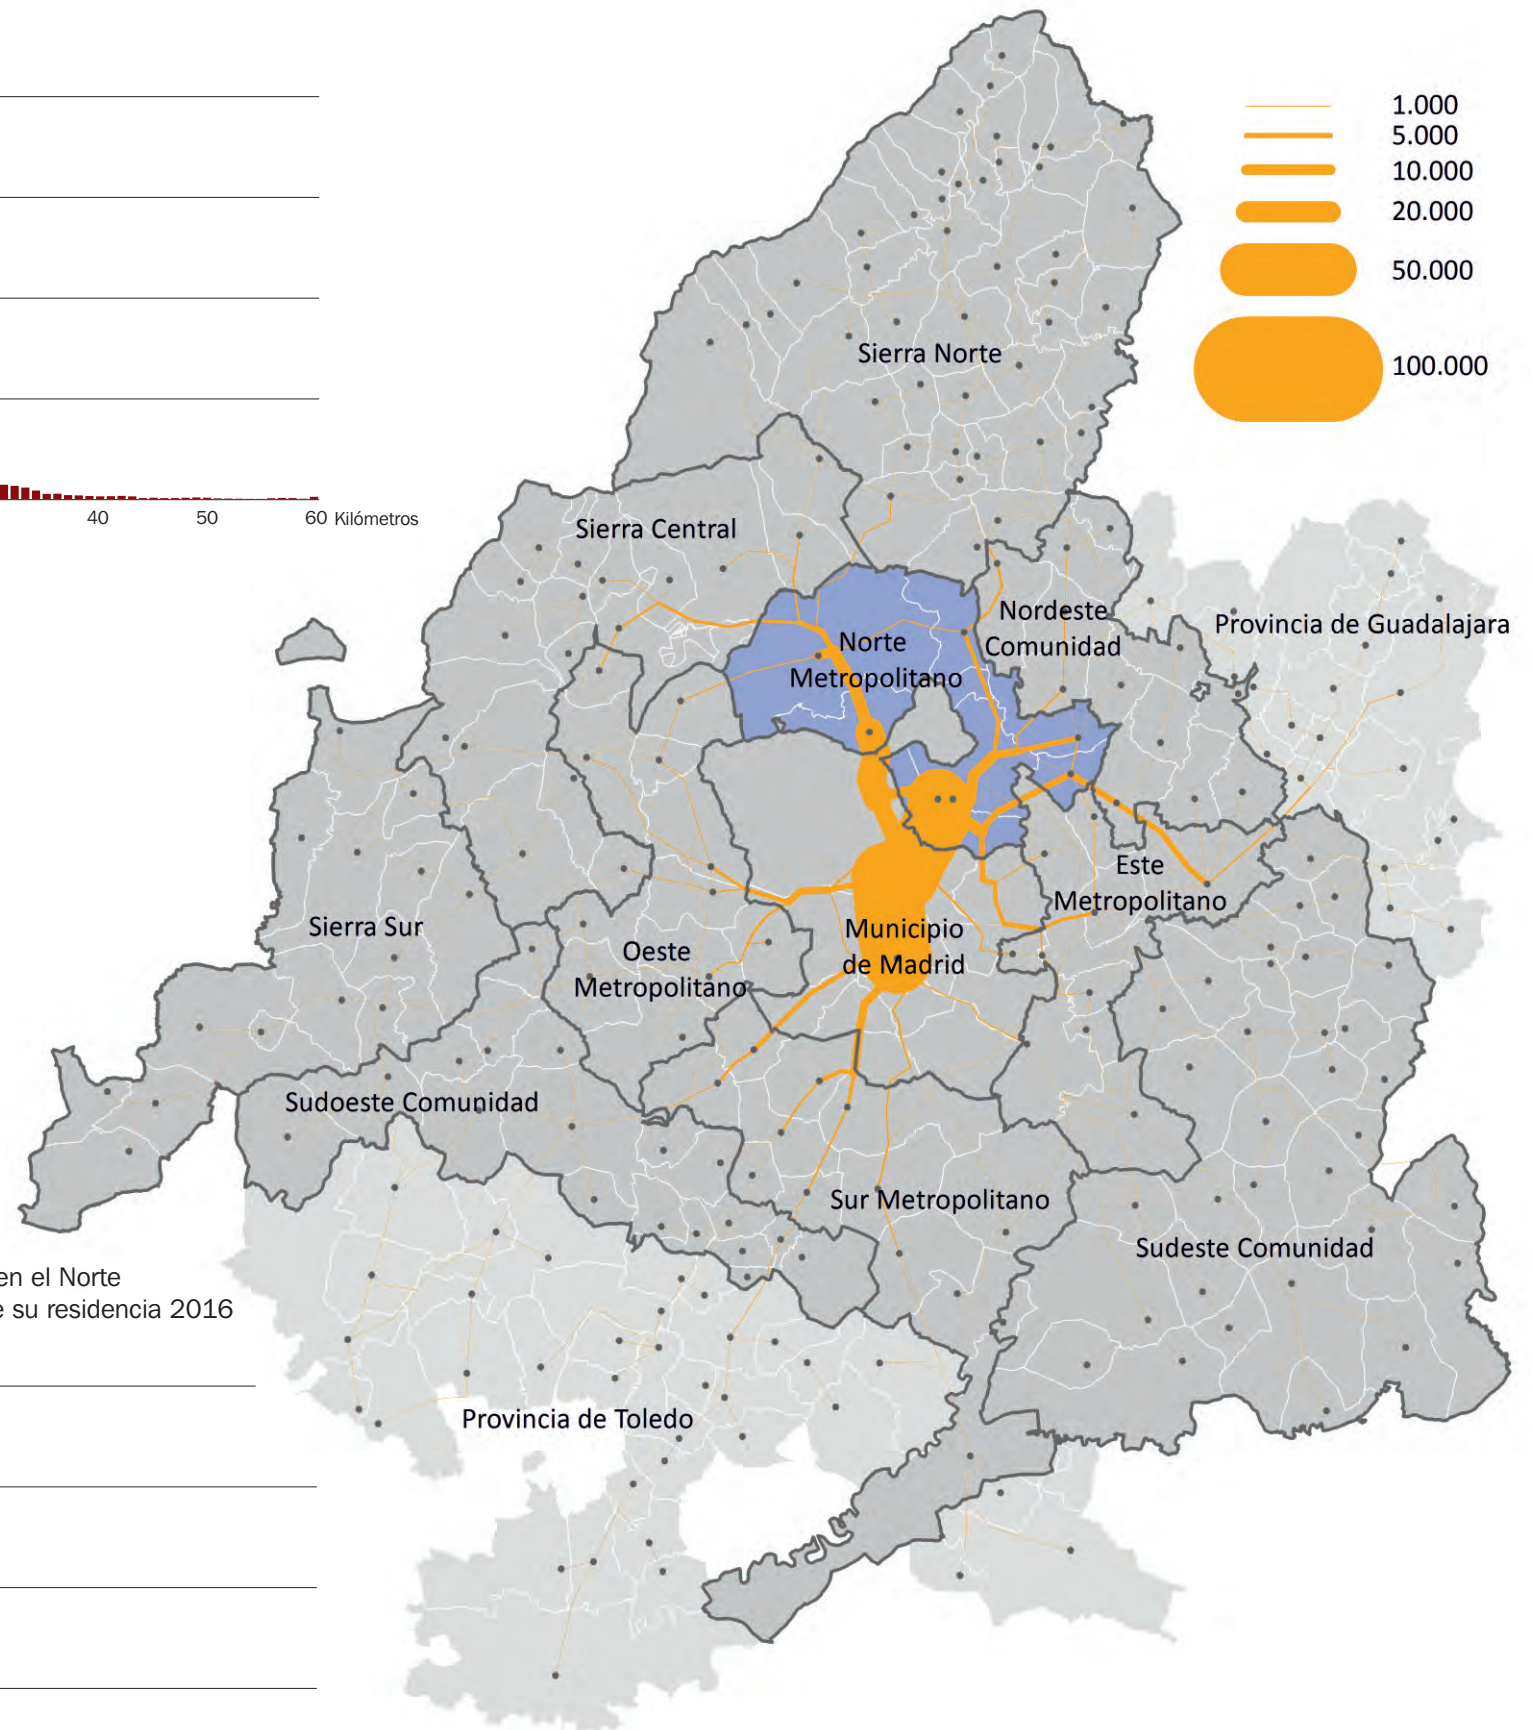 1.000
5.000
10.000
20.000
50.000
100.000
Sierra Norte
40
50
60 Kilómetros
Sierra Central
Nordeste
Comunidad
Provincia de Guadalajara
Norte
Metropolitano
Este
Metropolitano
Sierra Sur
Oeste
Metropolitano
Municipio
de Madrid
Sudoeste Comunidad
Sur Metropolitano
Sudeste Comunidad
en el Norte
e su residencia 2016
Provincia de Toledo